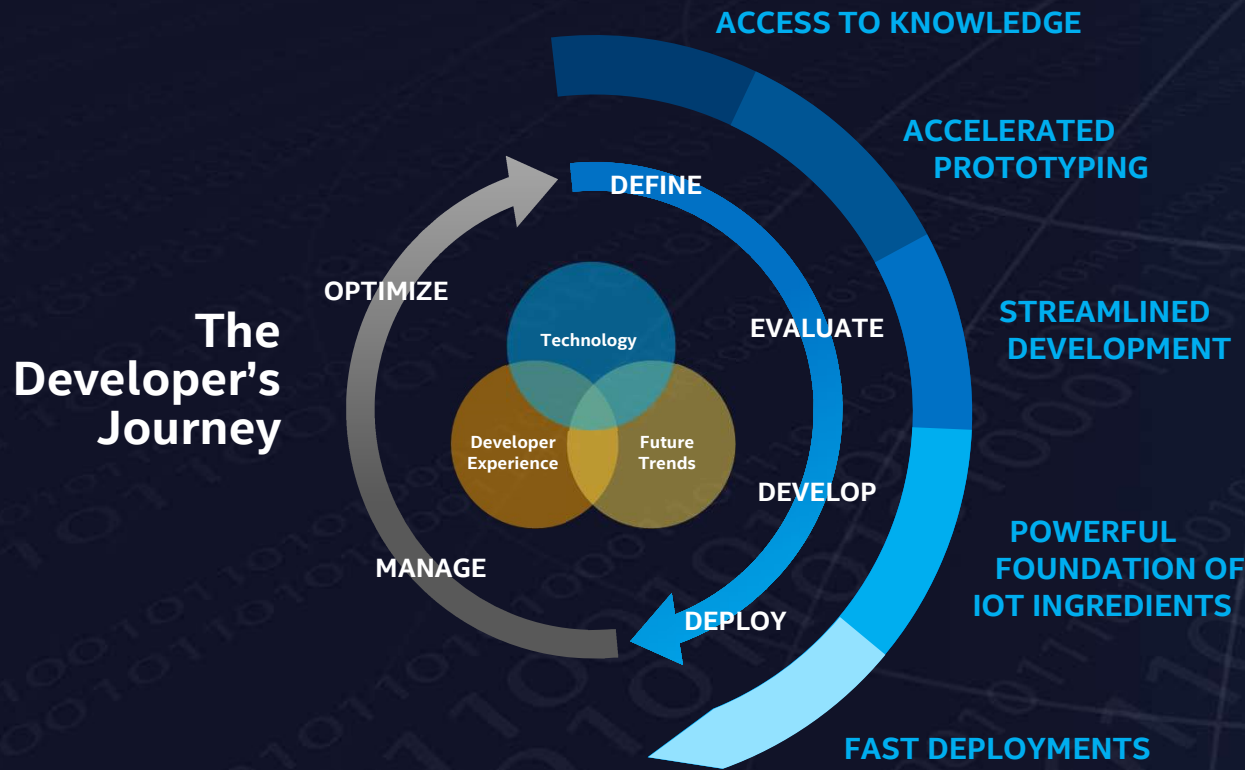 The
Developer’s
Journey
ACCESS TO KNOWLEDGE
ACCELERATED
PROTOTYPING
STREAMLINED
DEVELOPMENT
POWERFUL
FOUNDATION OF
IOT INGREDIENTS
FAST DEPLOYMENTS
DEFINE
EVALUATE
DEVELOP
DEPLOY
MANAGE
OPTIMIZE
Technology
Developer
Experience
Future
Trends